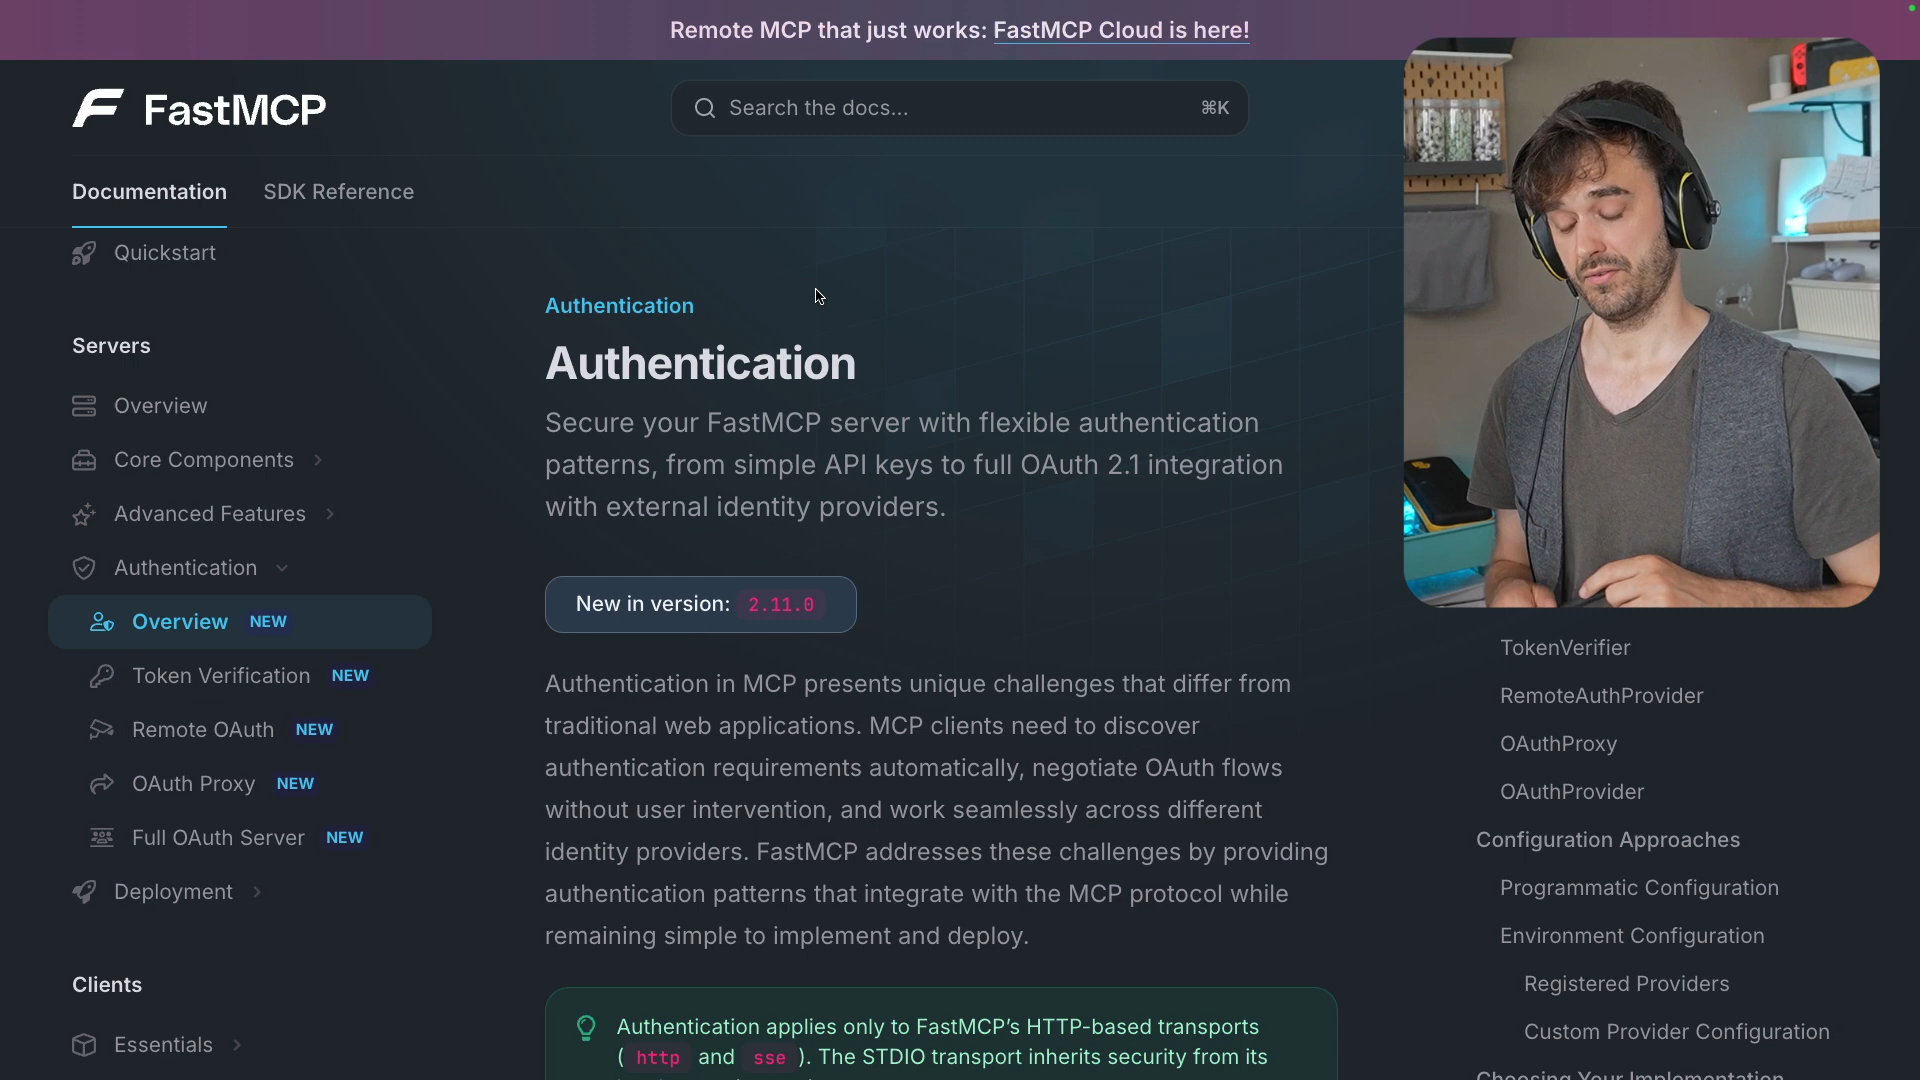 Remote MCP that just works: FastMCP Cloud is here!
FastMCP
Search the docs...
⌘K
Documentation
SDK Reference
Quickstart
Servers
Overview
Core Components
Advanced Features
Authentication
Overview NEW
Token Verification NEW
Remote OAuth NEW
OAuth Proxy NEW
Full OAuth Server NEW
Deployment
Clients
Essentials
Authentication
Authentication
Secure your FastMCP server with flexible authentication
patterns, from simple API keys to full OAuth 2.1 integration
with external identity providers.
New in version: 2.11.0
Authentication in MCP presents unique challenges that differ from
traditional web applications. MCP clients need to discover
authentication requirements automatically, negotiate OAuth flows
without user intervention, and work seamlessly across different
identity providers. FastMCP addresses these challenges by providing
authentication patterns that integrate with the MCP protocol while
remaining simple to implement and deploy.
Authentication applies only to FastMCP’s HTTP-based transports
( http and sse ). The STDIO transport inherits security from its
TokenVerifier
RemoteAuthProvider
OAuthProxy
OAuthProvider
Configuration Approaches
Programmatic Configuration
Environment Configuration
Registered Providers
Custom Provider Configuration
Choosing Your Implementation